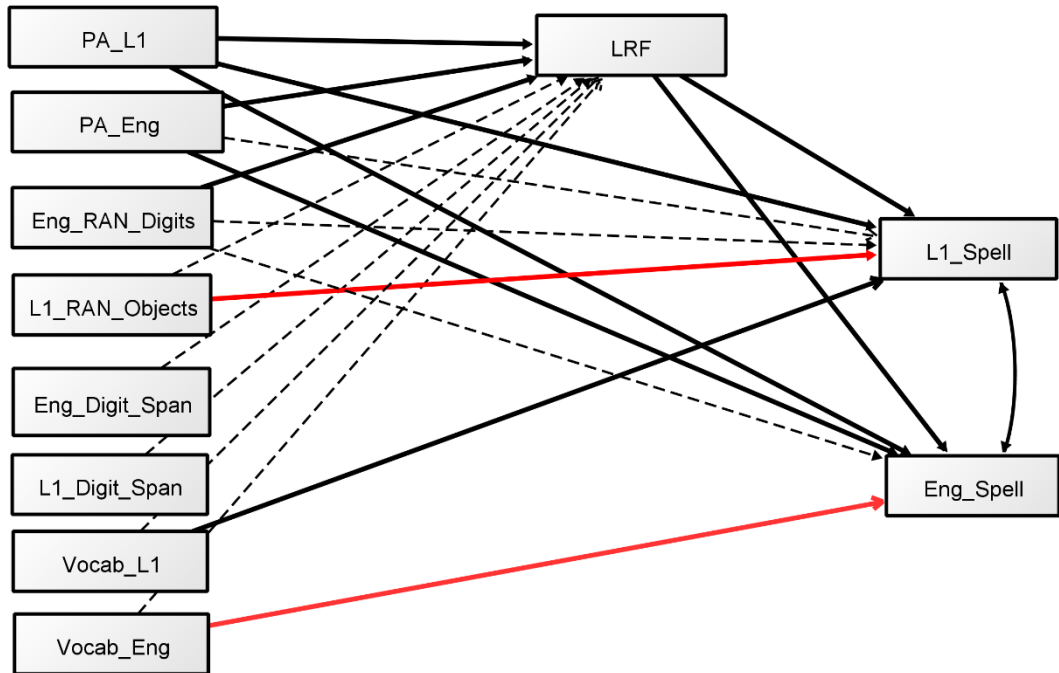 PA_L1
LRF
PA_Eng
Eng_RAN_Digits
L1_Spell
L1_RAN_Objects
Eng_Digit_Span
L1_Digit_Span
Eng_Spell
Vocab_L1
Vocab_Eng